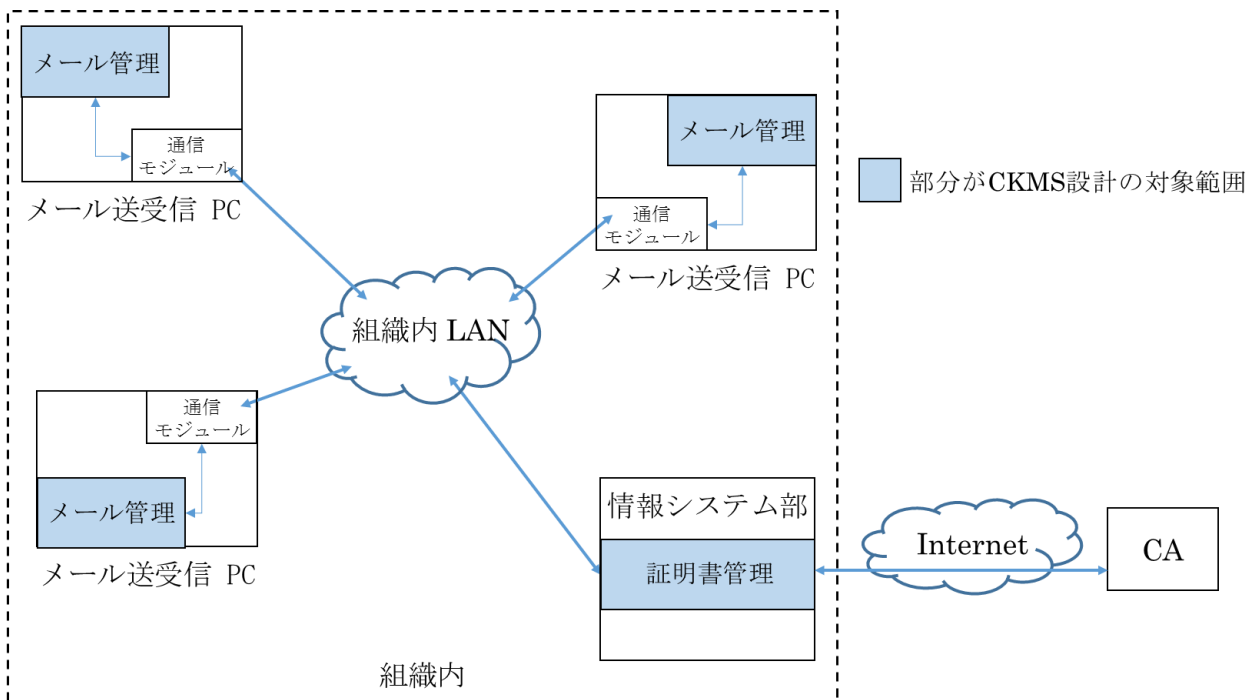 メール管理
通信
モジュール
メール送受信 PC
メール管理
通信
モジュール
メール送受信 PC
部分がCKMS設計の対象範囲
組織内 LAN
通信
モジュール
メール管理
メール送受信 PC
情報システム部
証明書管理
Internet
CA
組織内